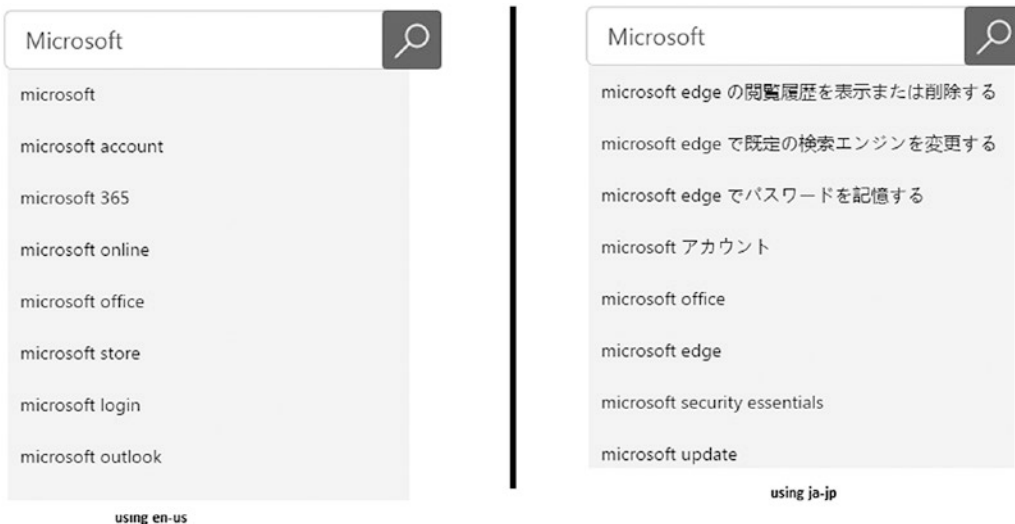 Microsoft
microsoft
microsoft account
microsoft 365
microsoft online
microsoft office
microsoft store
microsoft login
microsoft outlook
using en-us
Microsoft
microsoft edge の閲覧履歴を表示または削除する
microsoft edge で既定の検索エンジンを変更する
microsoft edge でパスワードを記憶する
microsoft アカウント
microsoft office
microsoft edge
microsoft security essentials
microsoft update
using ja-jp